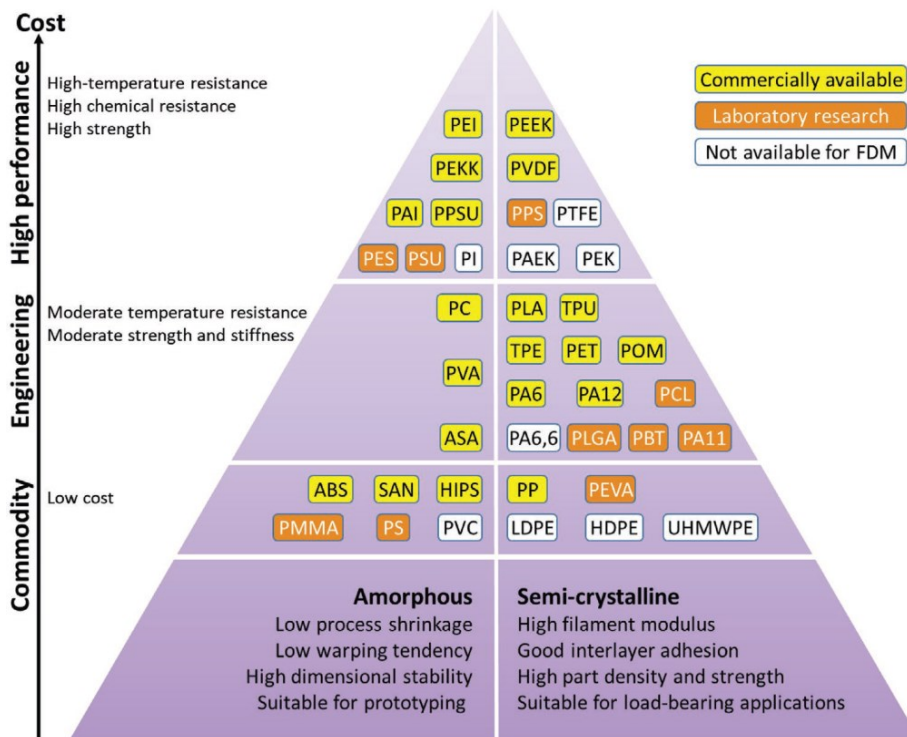 Cost
High performance
High-temperature resistance
High chemical resistance
High strength
Commercially available
Laboratory research
Not available for FDM
PEI PEEK
PEKK PVDF
PAI PPSU PPS PTFE
PES PSU PI PAEK PEK
Engineering
Moderate temperature resistance
Moderate strength and stiffness
PC PLA TPU
TPE PET POM
PVA
PA6 PA12 PCL
ASA PA6,6 PLGA PBT PA11
Commodity
Low cost
ABS SAN HIPS PP PEVA
PMMA PS PVC LDPE HDPE UHMWPE
Amorphous
Low process shrinkage
Low warping tendency
High dimensional stability
Suitable for prototyping
Semi-crystalline
High filament modulus
Good interlayer adhesion
High part density and strength
Suitable for load-bearing applications